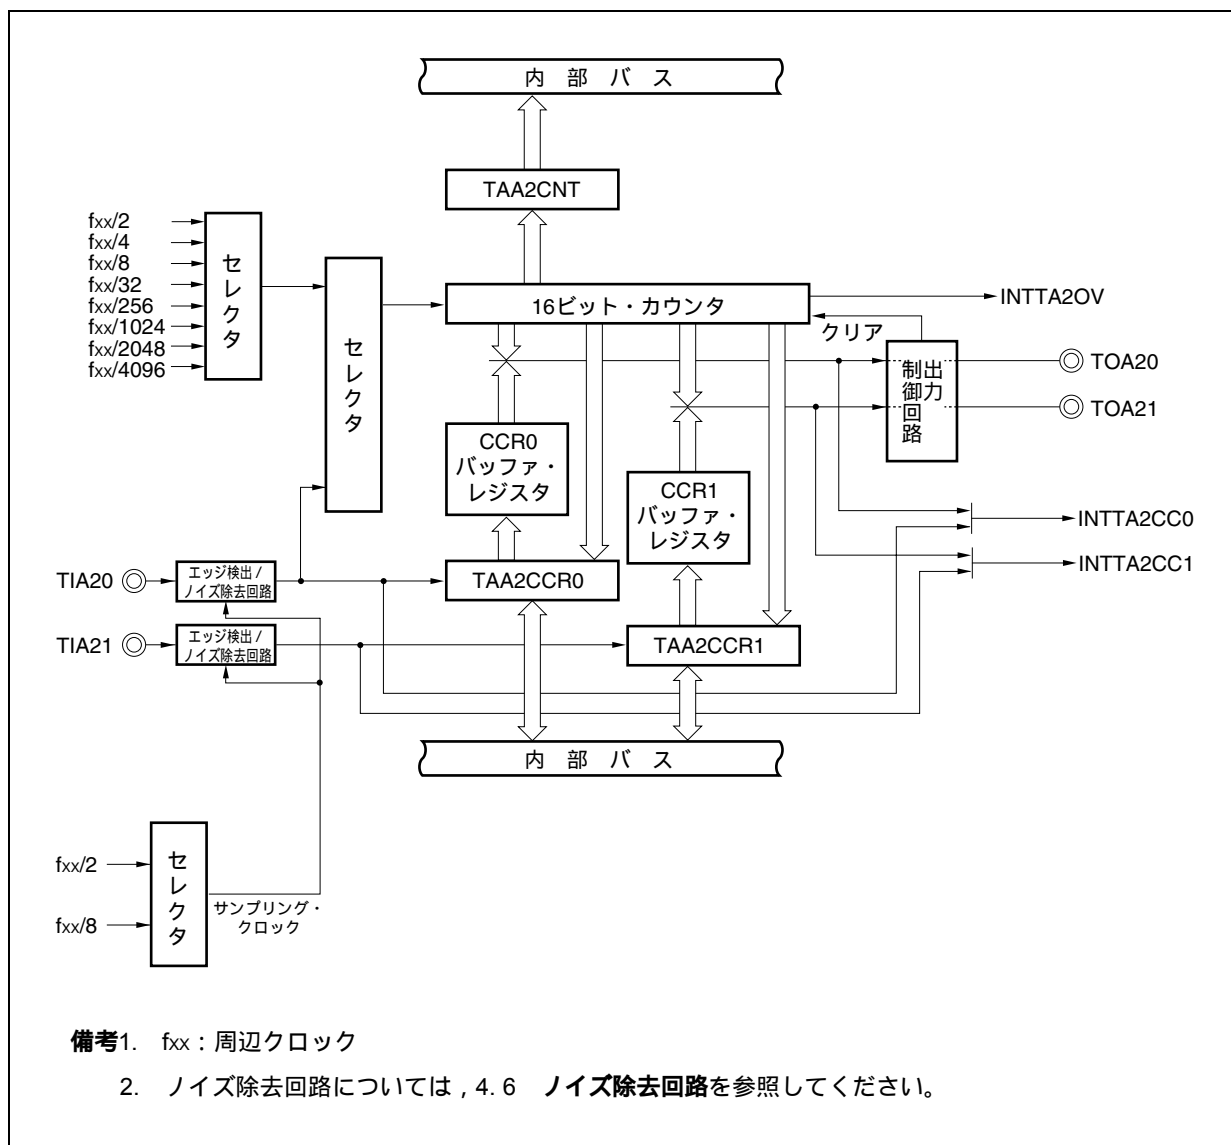 内 部 バ ス
TAA2CNT
fxx/2
fxx/4
fxx/8
fxx/32
fxx/256
fxx/1024
fxx/2048
fxx/4096
セレクタ
セレクタ
16ビット・カウンタ
INTTA2OV
クリア
出力
制御回路
TOA20
TOA21
CCR0
バッファ・
レジスタ
CCR1
バッファ・
レジスタ
INTTA2CC0
INTTA2CC1
TIA20
エッジ検出/
ノイズ除去回路
TAA2CCR0
TIA21
エッジ検出/
ノイズ除去回路
TAA2CCR1
内 部 バ ス
fxx/2
fxx/8
セレクタ
サンプリング・
クロック
備考1. fxx：周辺クロック
2. ノイズ除去回路については，4. 6 ノイズ除去回路を参照してください。